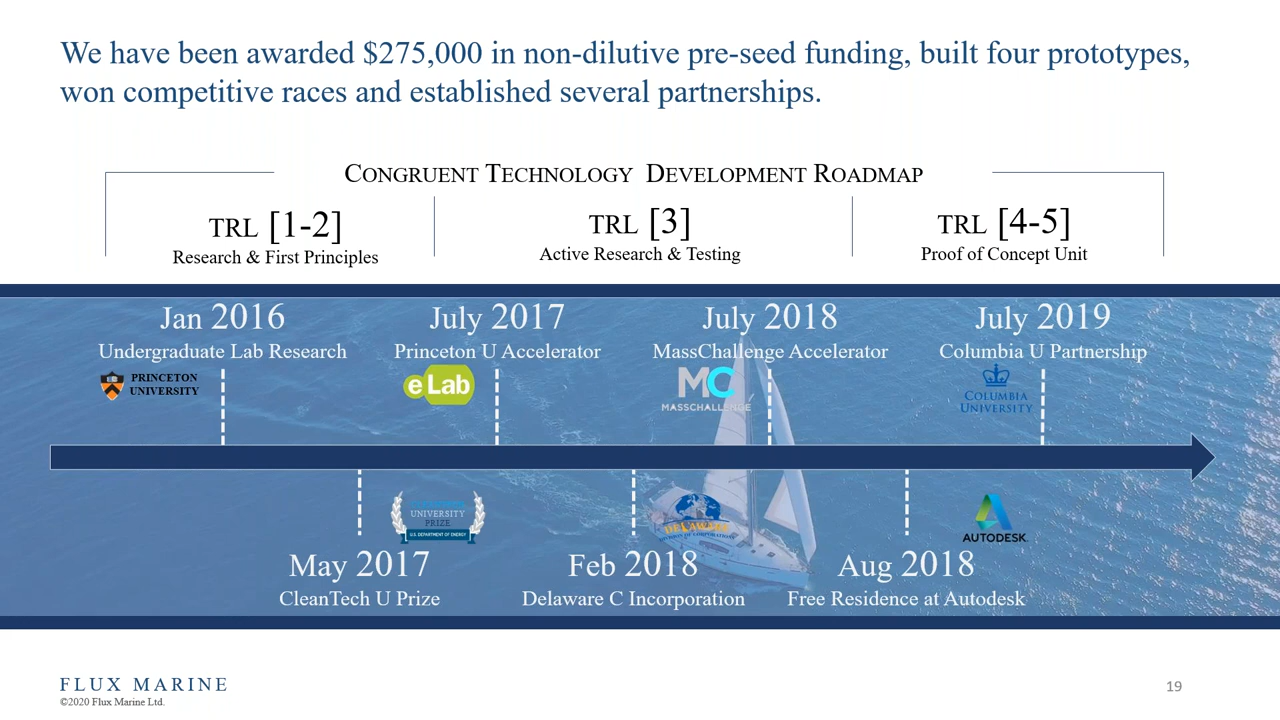 We have been awarded $275,000 in non-dilutive pre-seed funding, built four prototypes,
won competitive races and established several partnerships.
CONGRUENT TECHNOLOGY DEVELOPMENT ROADMAP
TRL [1-2]
Research & First Principles
TRL [3]
Active Research & Testing
TRL [4-5]
Proof of Concept Unit
Jan 2016
Undergraduate Lab Research
PRINCETON
UNIVERSITY
July 2017
Princeton U Accelerator
eLab
July 2018
MassChallenge Accelerator
MC
MASSCHALLENGE
July 2019
Columbia U Partnership
COLUMBIA
UNIVERSITY
UNIVERSITY
PRIZE
U.S. DEPARTMENT OF ENERGY
May 2017
CleanTech U Prize
DELAWARE
DIVISION OF CORPORATIONS
Feb 2018
Delaware C Incorporation
AUTODESK
Aug 2018
Free Residence at Autodesk
FLUX MARINE
©2020 Flux Marine Ltd.
19